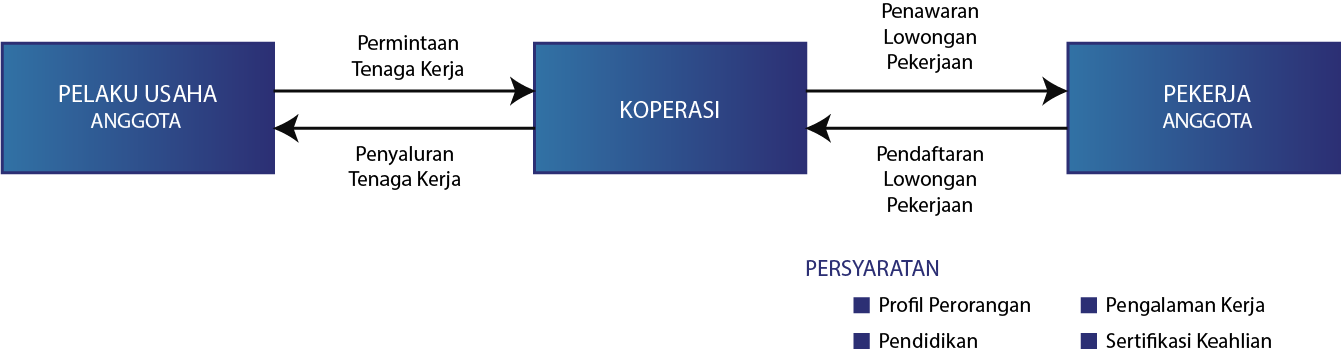 PELAKU USAHA
ANGGOTA
Permintaan
Tenaga Kerja
Penyaluran
Tenaga Kerja
KOPERASI
Penawaran
Lowongan
Pekerjaan
Pendaftaran
Lowongan
Pekerjaan
PEKERJA
ANGGOTA
PERSYARATAN
Profil Perorangan
Pengalaman Kerja
Pendidikan
Sertifikasi Keahlian